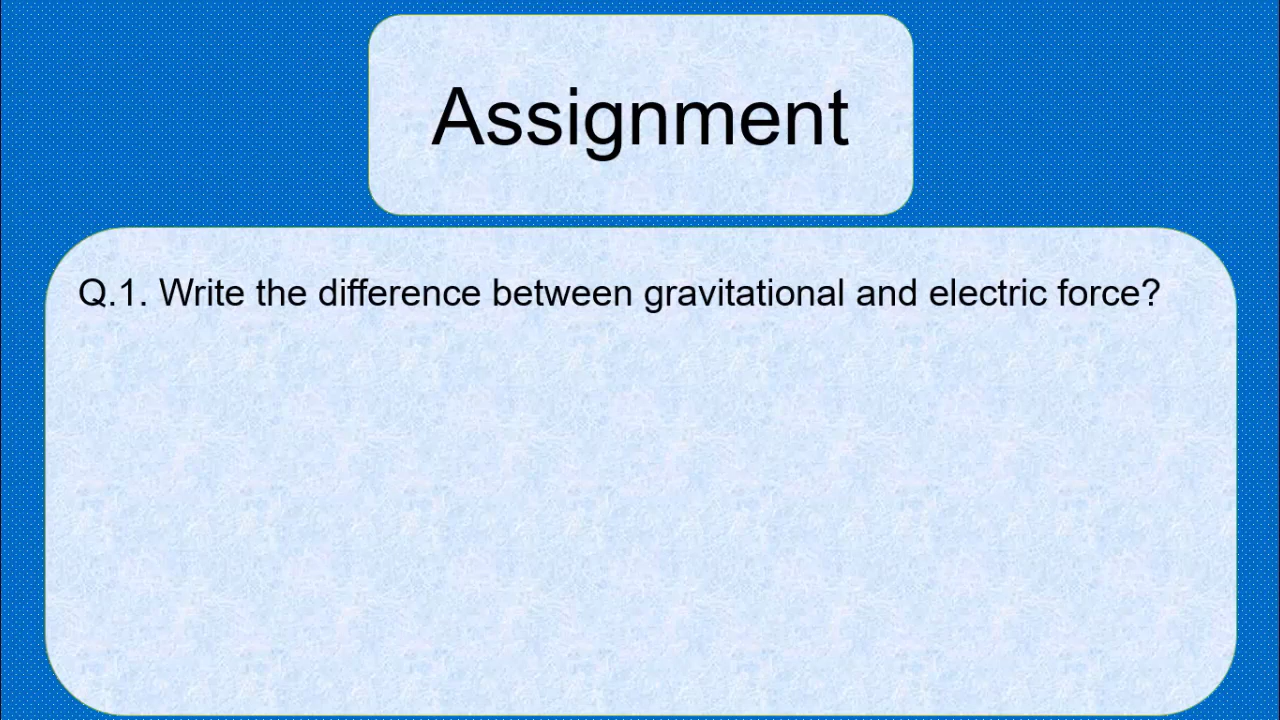 Assignment
Q.1. Write the difference between gravitational and electric force?